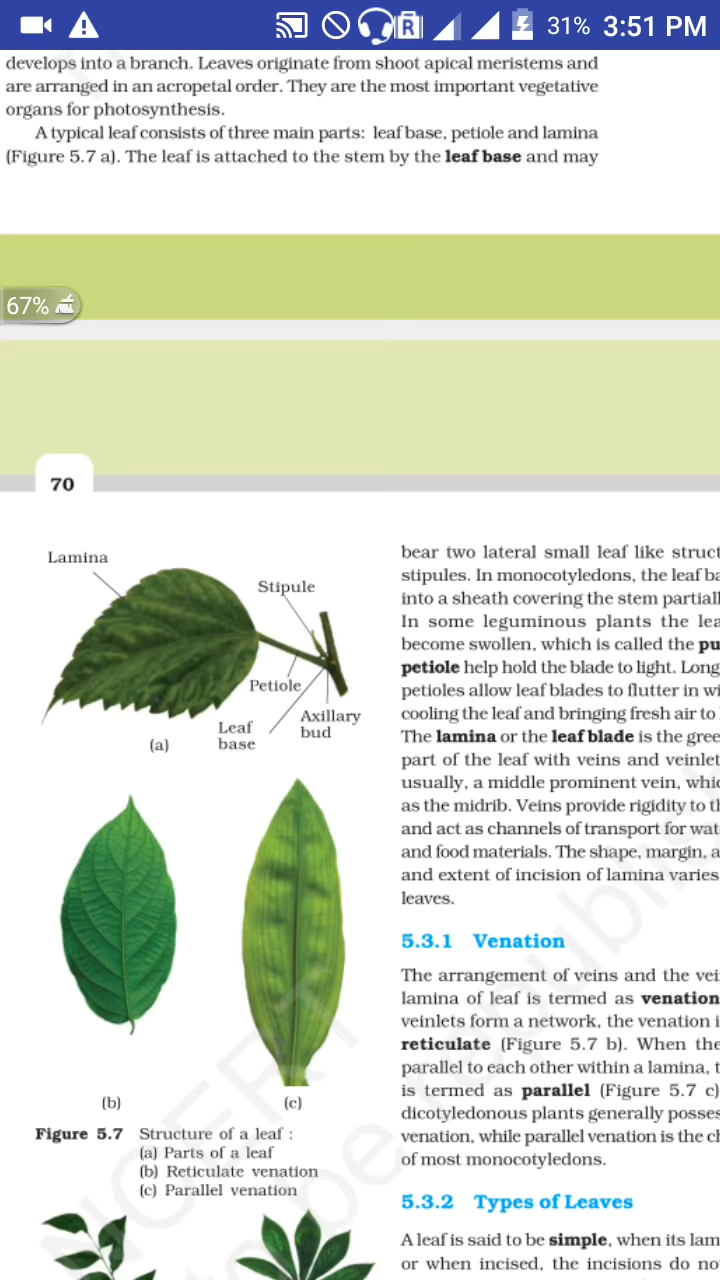 31% 3:51 PM
develops into a branch. Leaves originate from shoot apical meristems and
are arranged in an acropetal order. They are the most important vegetative
organs for photosynthesis.
A typical leaf consists of three main parts: leaf base, petiole and lamina
(Figure 5.7 a). The leaf is attached to the stem by the leaf base and may
67%
70
Lamina
Stipule
Petiole
Leaf
base
Axillary
bud
(a)
(b)
(c)
Figure 5.7 Structure of a leaf :
(a) Parts of a leaf
(b) Reticulate venation
(c) Parallel venation
bear two lateral small leaf like struct
stipules. In monocotyledons, the leaf ba
into a sheath covering the stem partiall
In some leguminous plants the lea
become swollen, which is called the pu
petiole help hold the blade to light. Long
petioles allow leaf blades to flutter in wi
cooling the leaf and bringing fresh air to
The lamina or the leaf blade is the gree
part of the leaf with veins and veinlet
usually, a middle prominent vein, whic
as the midrib. Veins provide rigidity to th
and act as channels of transport for wat
and food materials. The shape, margin, a
and extent of incision of lamina varies
leaves.
5.3.1 Venation
The arrangement of veins and the vei
lamina of leaf is termed as venation
veinlets form a network, the venation i
reticulate (Figure 5.7 b). When the
parallel to each other within a lamina, t
is termed as parallel (Figure 5.7 c)
dicotyledonous plants generally posses
venation, while parallel venation is the ch
of most monocotyledons.
5.3.2 Types of Leaves
A leaf is said to be simple, when its lam
or when incised, the incisions do no
NCERT
to be republish